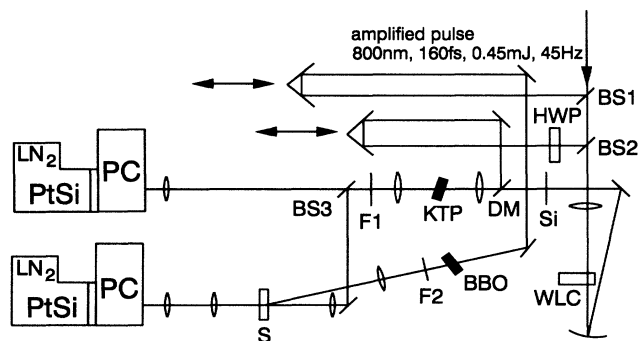 amplified pulse
800nm, 160fs, 0.45mJ, 45Hz
BS1
HWP
BS2
LN2
PC
PtSi
BS3
F1
KTP
DM
Si
LN2
PC
PtSi
F2
BBO
WLC
S